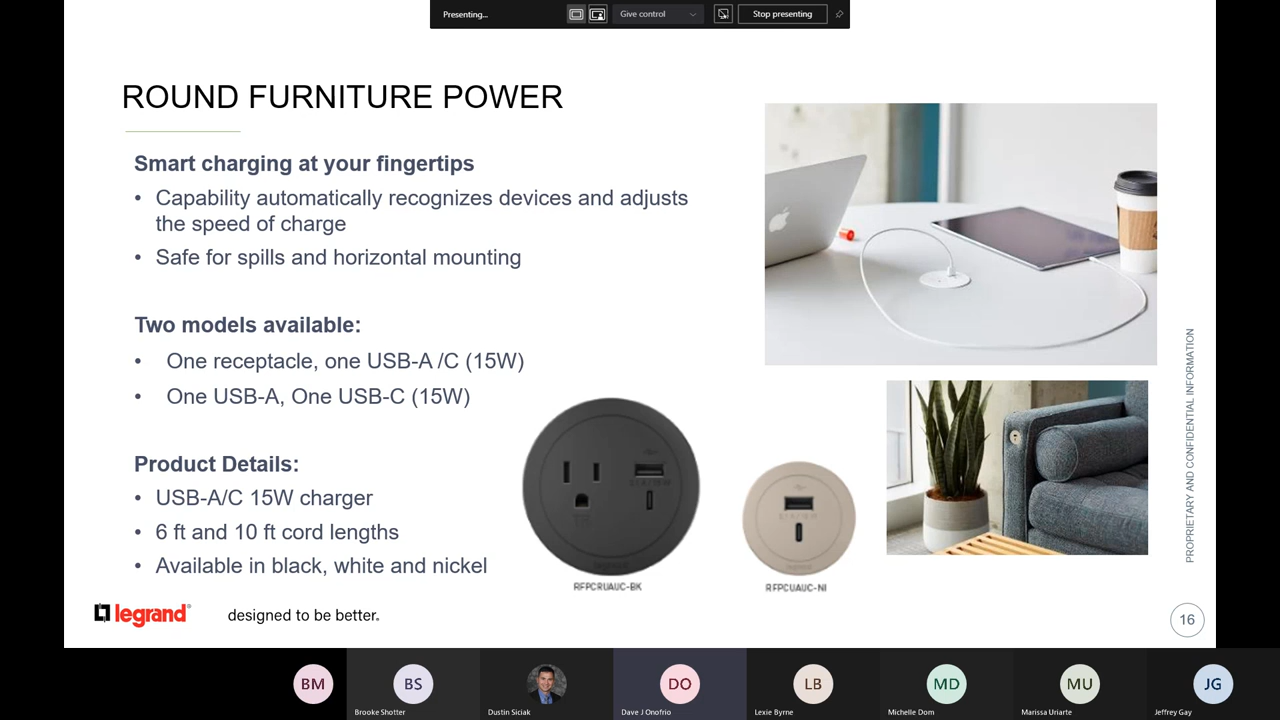 Presenting...
Give control
Stop presenting
ROUND FURNITURE POWER
Smart charging at your fingertips
• Capability automatically recognizes devices and adjusts
the speed of charge
• Safe for spills and horizontal mounting
Two models available:
• One receptacle, one USB-A /C (15W)
• One USB-A, One USB-C (15W)
Product Details:
• USB-A/C 15W charger
• 6 ft and 10 ft cord lengths
• Available in black, white and nickel
RFPCRUAUC-BK
RFPCUAUC-NI
PROPRIETARY AND CONFIDENTIAL INFORMATION
legrand®
designed to be better.
16
BM
BS
DO
LB
MD
MU
JG
Brooke Shotter
Dustin Siciak
Dave J Onofrio
Lexie Byrne
Michelle Dom
Marissa Uriarte
Jeffrey Gay